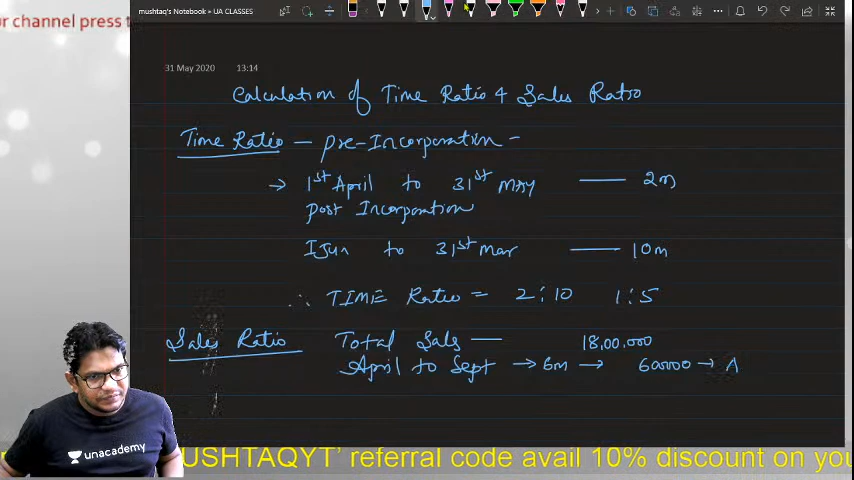 ur channel press t
mushtaq's Notebook » UA CLASSES
31 May 2020 13:14
Calculation of Time Ratio & Sales Ratio
Time Ratio — pre-Incorporation -
→ 1st April to 31st MAY —— 2m
post Incorporation
1Jun to 31st Mar —— 10m
∴ TIME Ratio = 2:10 1:5
Sales Ratio Total Sals — 18,00,000
April to Sept → 6m → 600000 →
unacademy
USHTAQYT’ referral code avail 10% discount on you